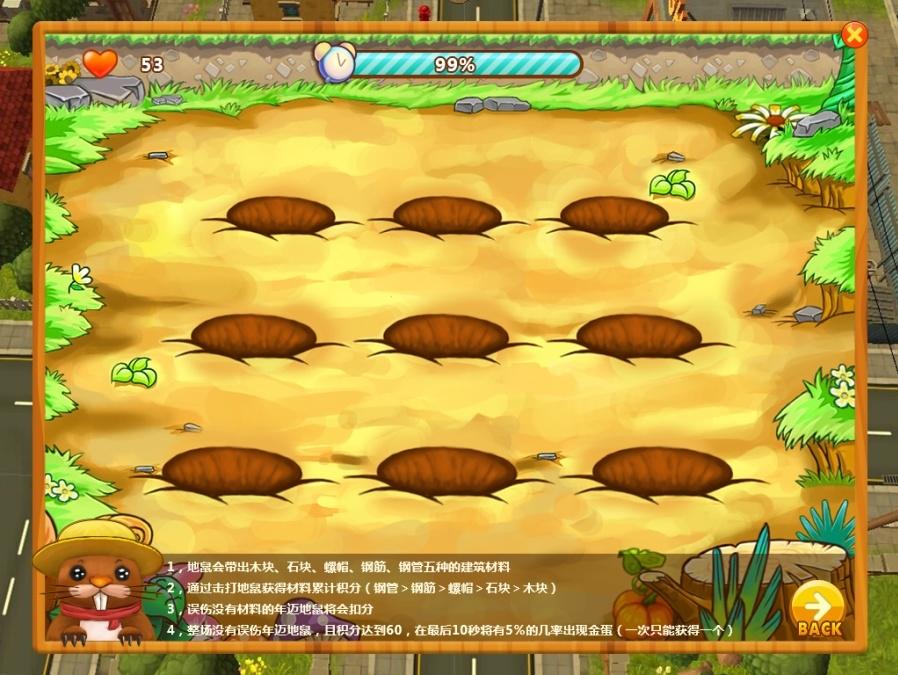 53
99%
1，地鼠会带出木块、石块、螺帽、钢筋、钢管五种的建筑材料
2，通过击打地鼠获得材料累计积分（钢管＞钢筋＞螺帽＞石块＞木块）
3，误伤没有材料的年迈地鼠将会扣分
4，整场没有误伤年迈地鼠，且积分达到60，在最后10秒将有5%的几率出现金蛋（一次只能获得一个）
BACK